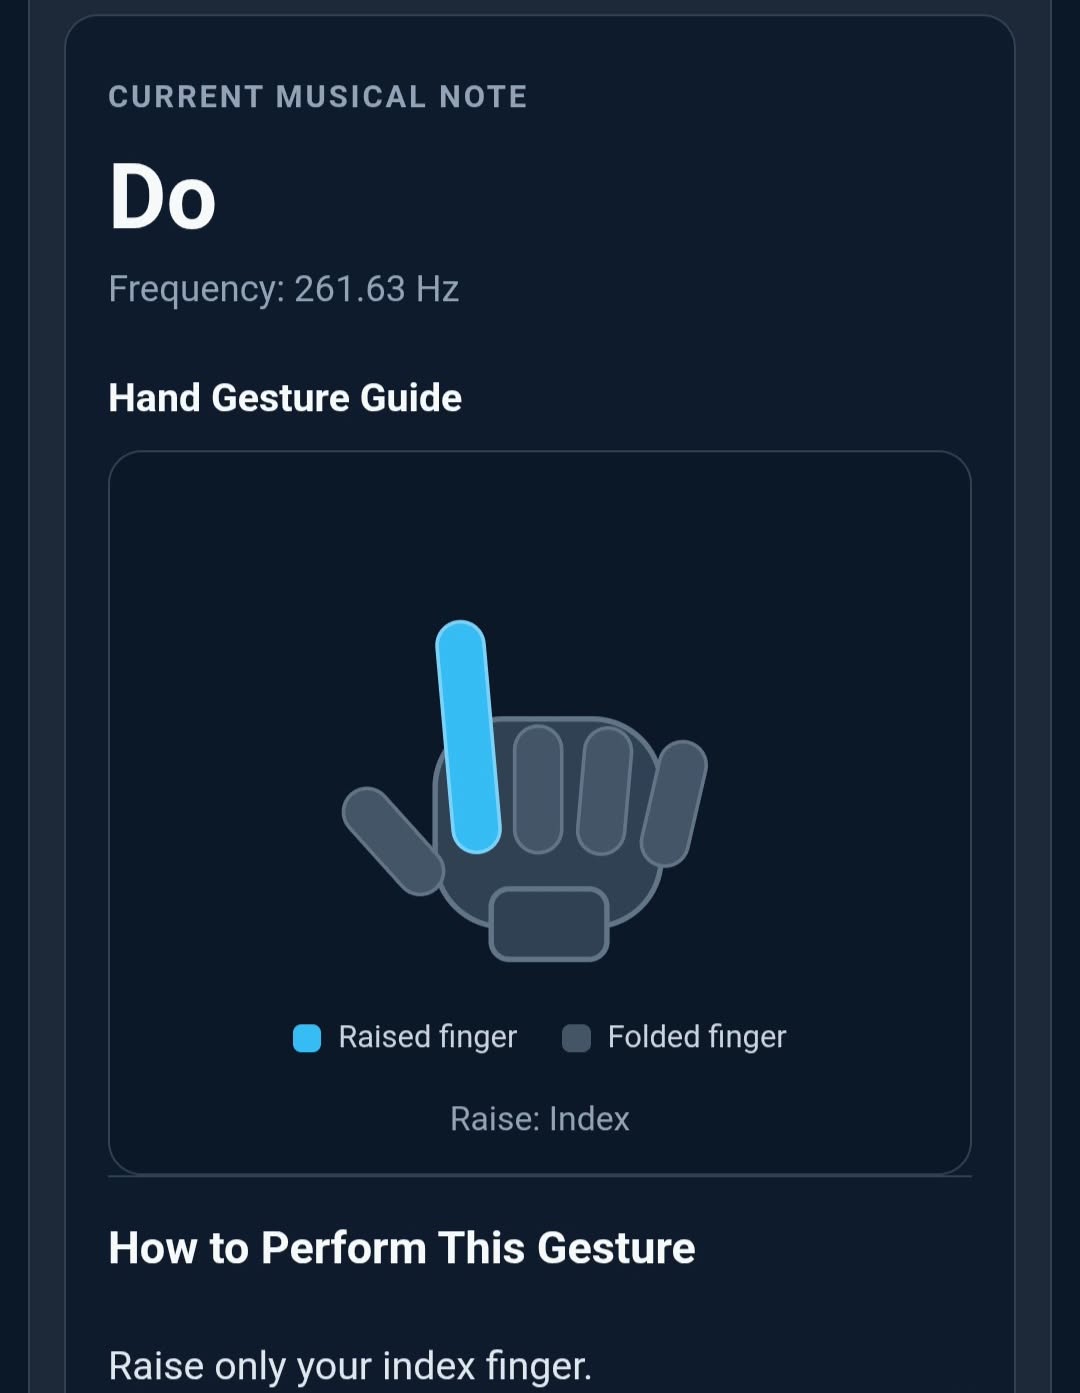 CURRENT MUSICAL NOTE
Do
Frequency: 261.63 Hz
Hand Gesture Guide
Raised finger Folded finger
Raise: Index
How to Perform This Gesture
Raise only your index finger.